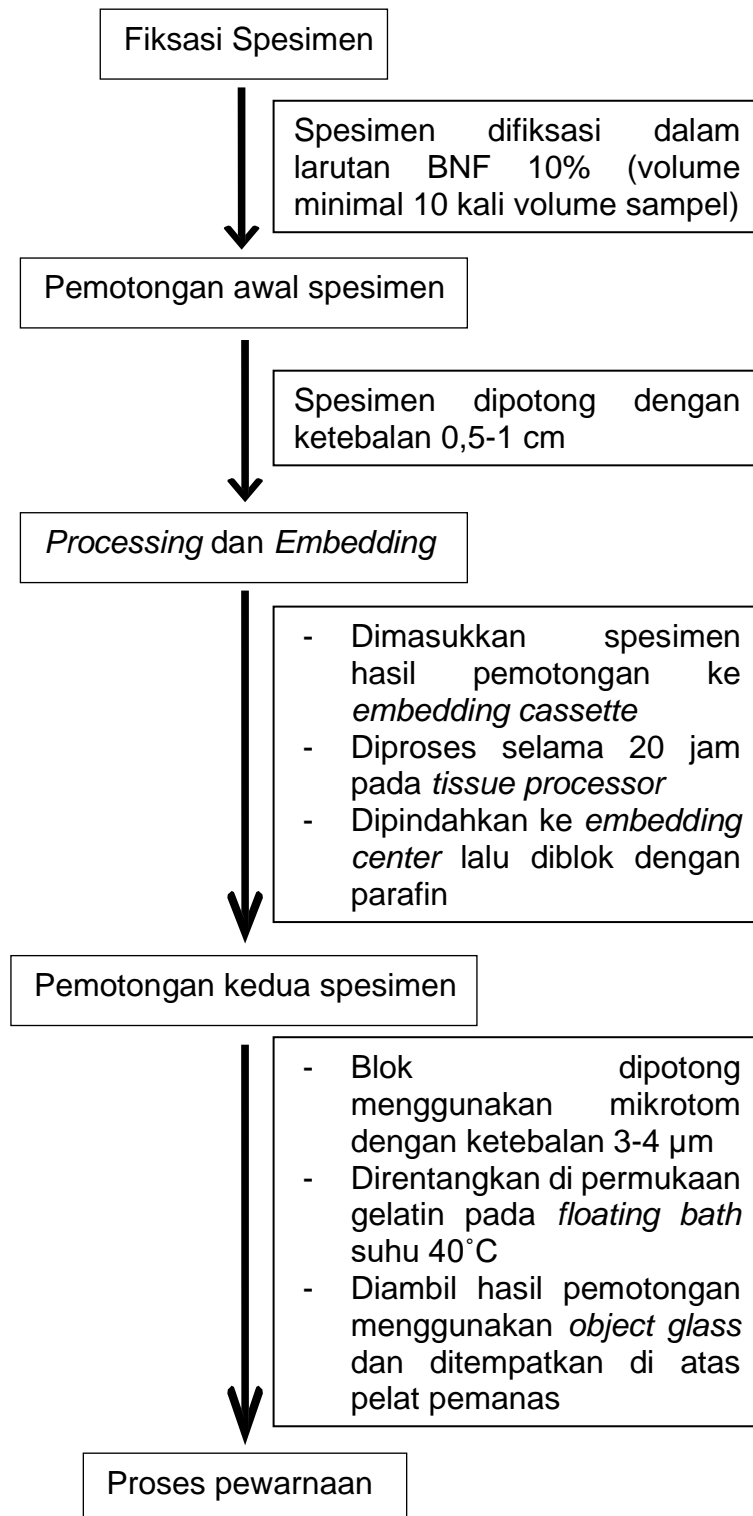 Fiksasi Spesimen
Spesimen difiksasi dalam
larutan BNF 10% (volume
minimal 10 kali volume sampel)
Pemotongan awal spesimen
Spesimen dipotong dengan
ketebalan 0,5-1 cm
Processing dan Embedding
- Dimasukkan spesimen
hasil pemotongan ke
embedding cassette
- Diproses selama 20 jam
pada tissue processor
- Dipindahkan ke embedding
center lalu diblok dengan
parafin
Pemotongan kedua spesimen
- Blok dipotong
menggunakan mikrotom
dengan ketebalan 3-4 µm
- Direntangkan di permukaan
gelatin pada floating bath
suhu 40˚C
- Diambil hasil pemotongan
menggunakan object glass
dan ditempatkan di atas
pelat pemanas
Proses pewarnaan